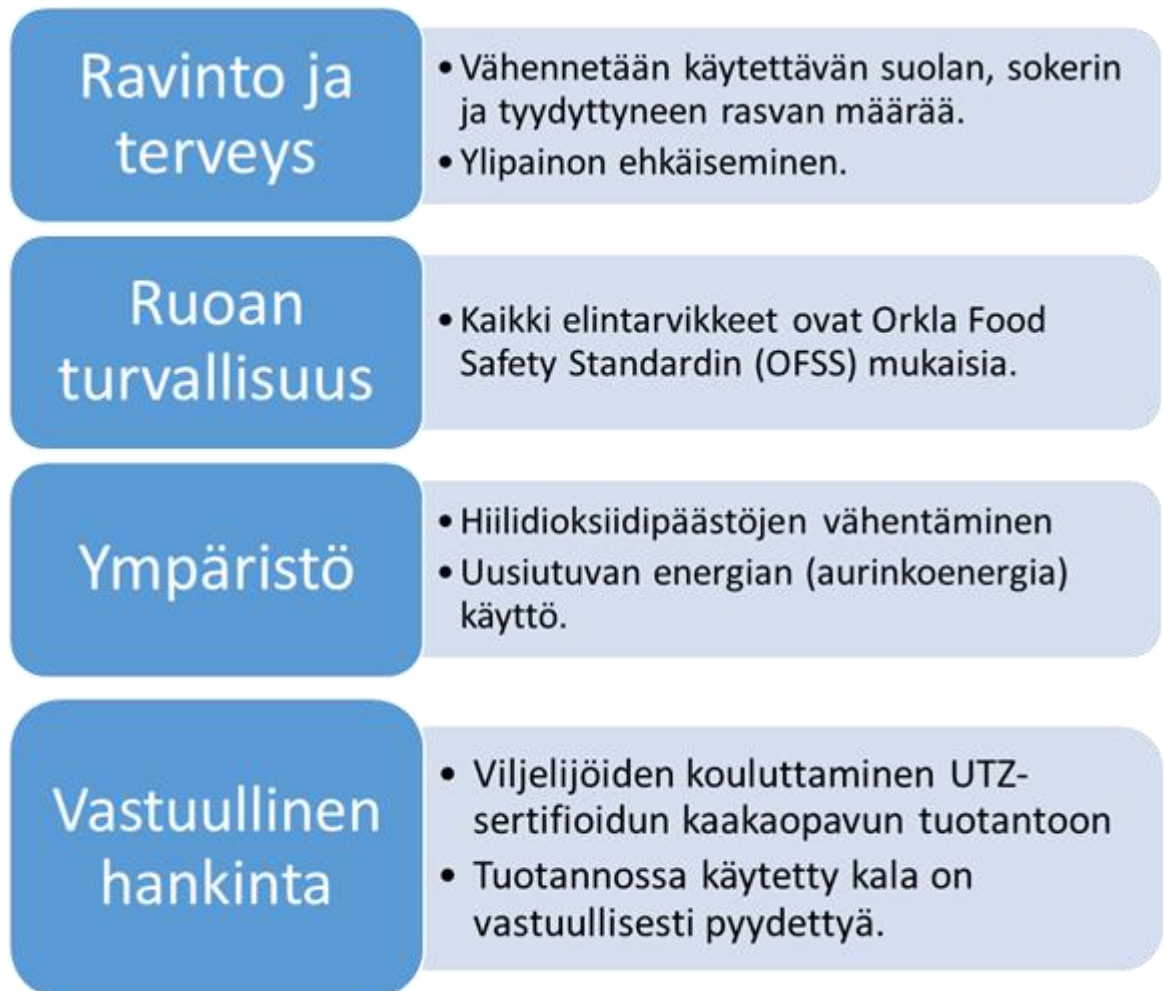 Ravinto ja
terveys
• Vähennetään käytettävän suolan, sokerin
ja tyydyttyneen rasvan määrää.
• Ylipainon ehkäiseminen.
Ruoan
turvallisuus
• Kaikki elintarvikkeet ovat Orkla Food
Safety Standardin (OFSS) mukaisia.
Ympäristö
• Hiilidioksiidipäästöjen vähentäminen
• Uusiutuvan energian (aurinkoenergia)
käyttö.
Vastuullinen
hankinta
• Viljelijöiden kouluttaminen UTZ-
sertifioidun kaakaopavun tuotantoon
• Tuotannossa käytetty kala on
vastuullisesti pyydettyä.